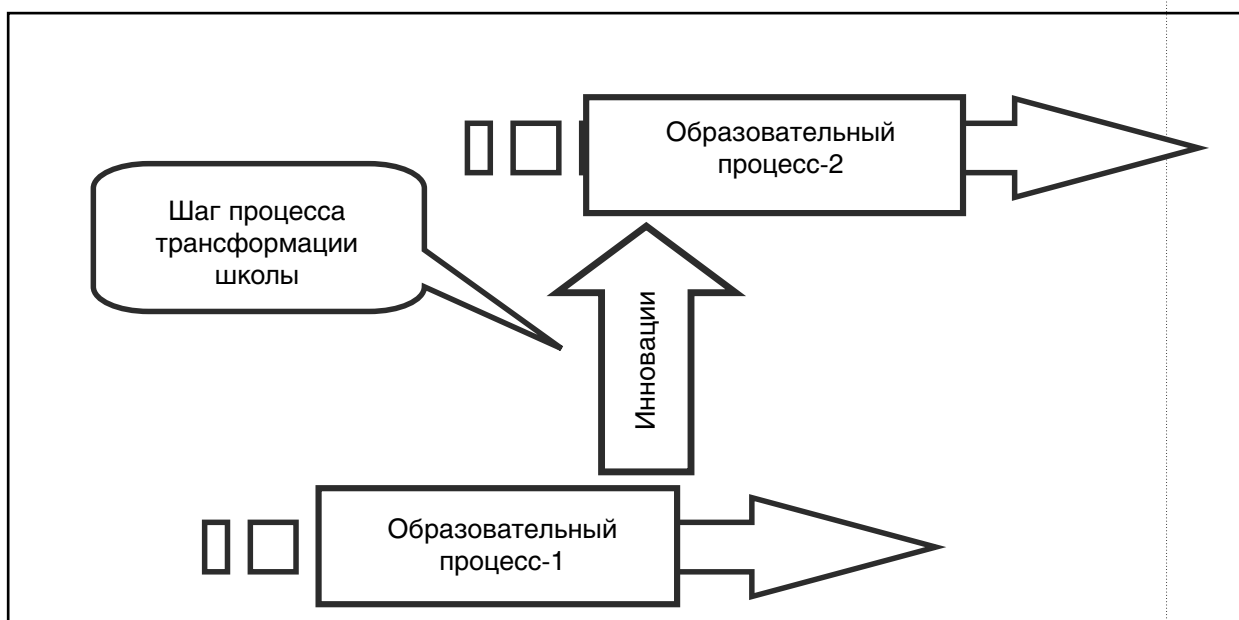 Образовательный
процесс-2
Шаг процесса
трансформации
школы
Инновации
Образовательный
процесс-1